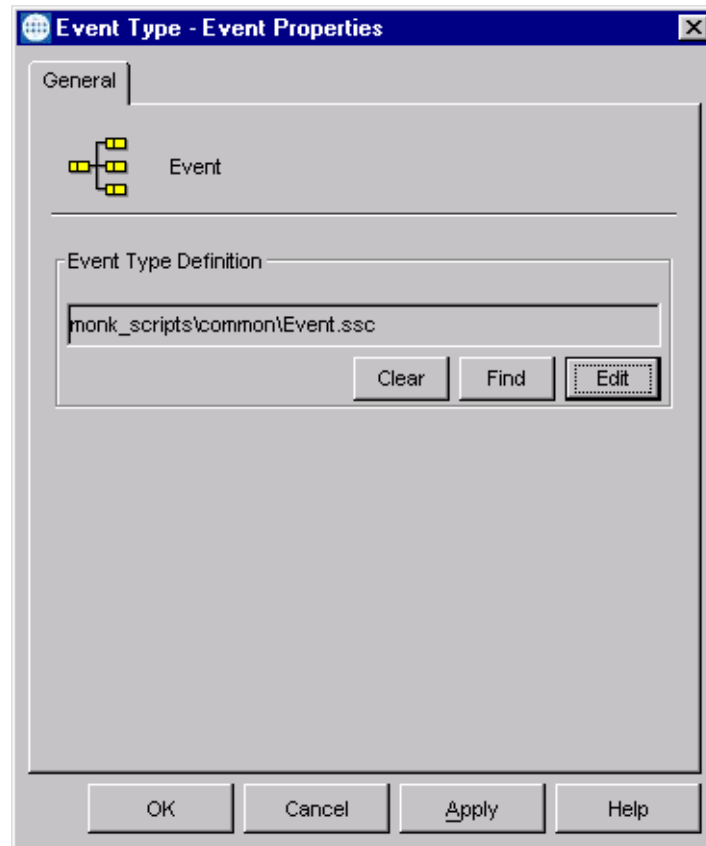 Event Type - Event Properties
General
Event
Event Type Definition
monk_scripts\common\Event.ssc
Clear Find Edit
OK Cancel Apply Help